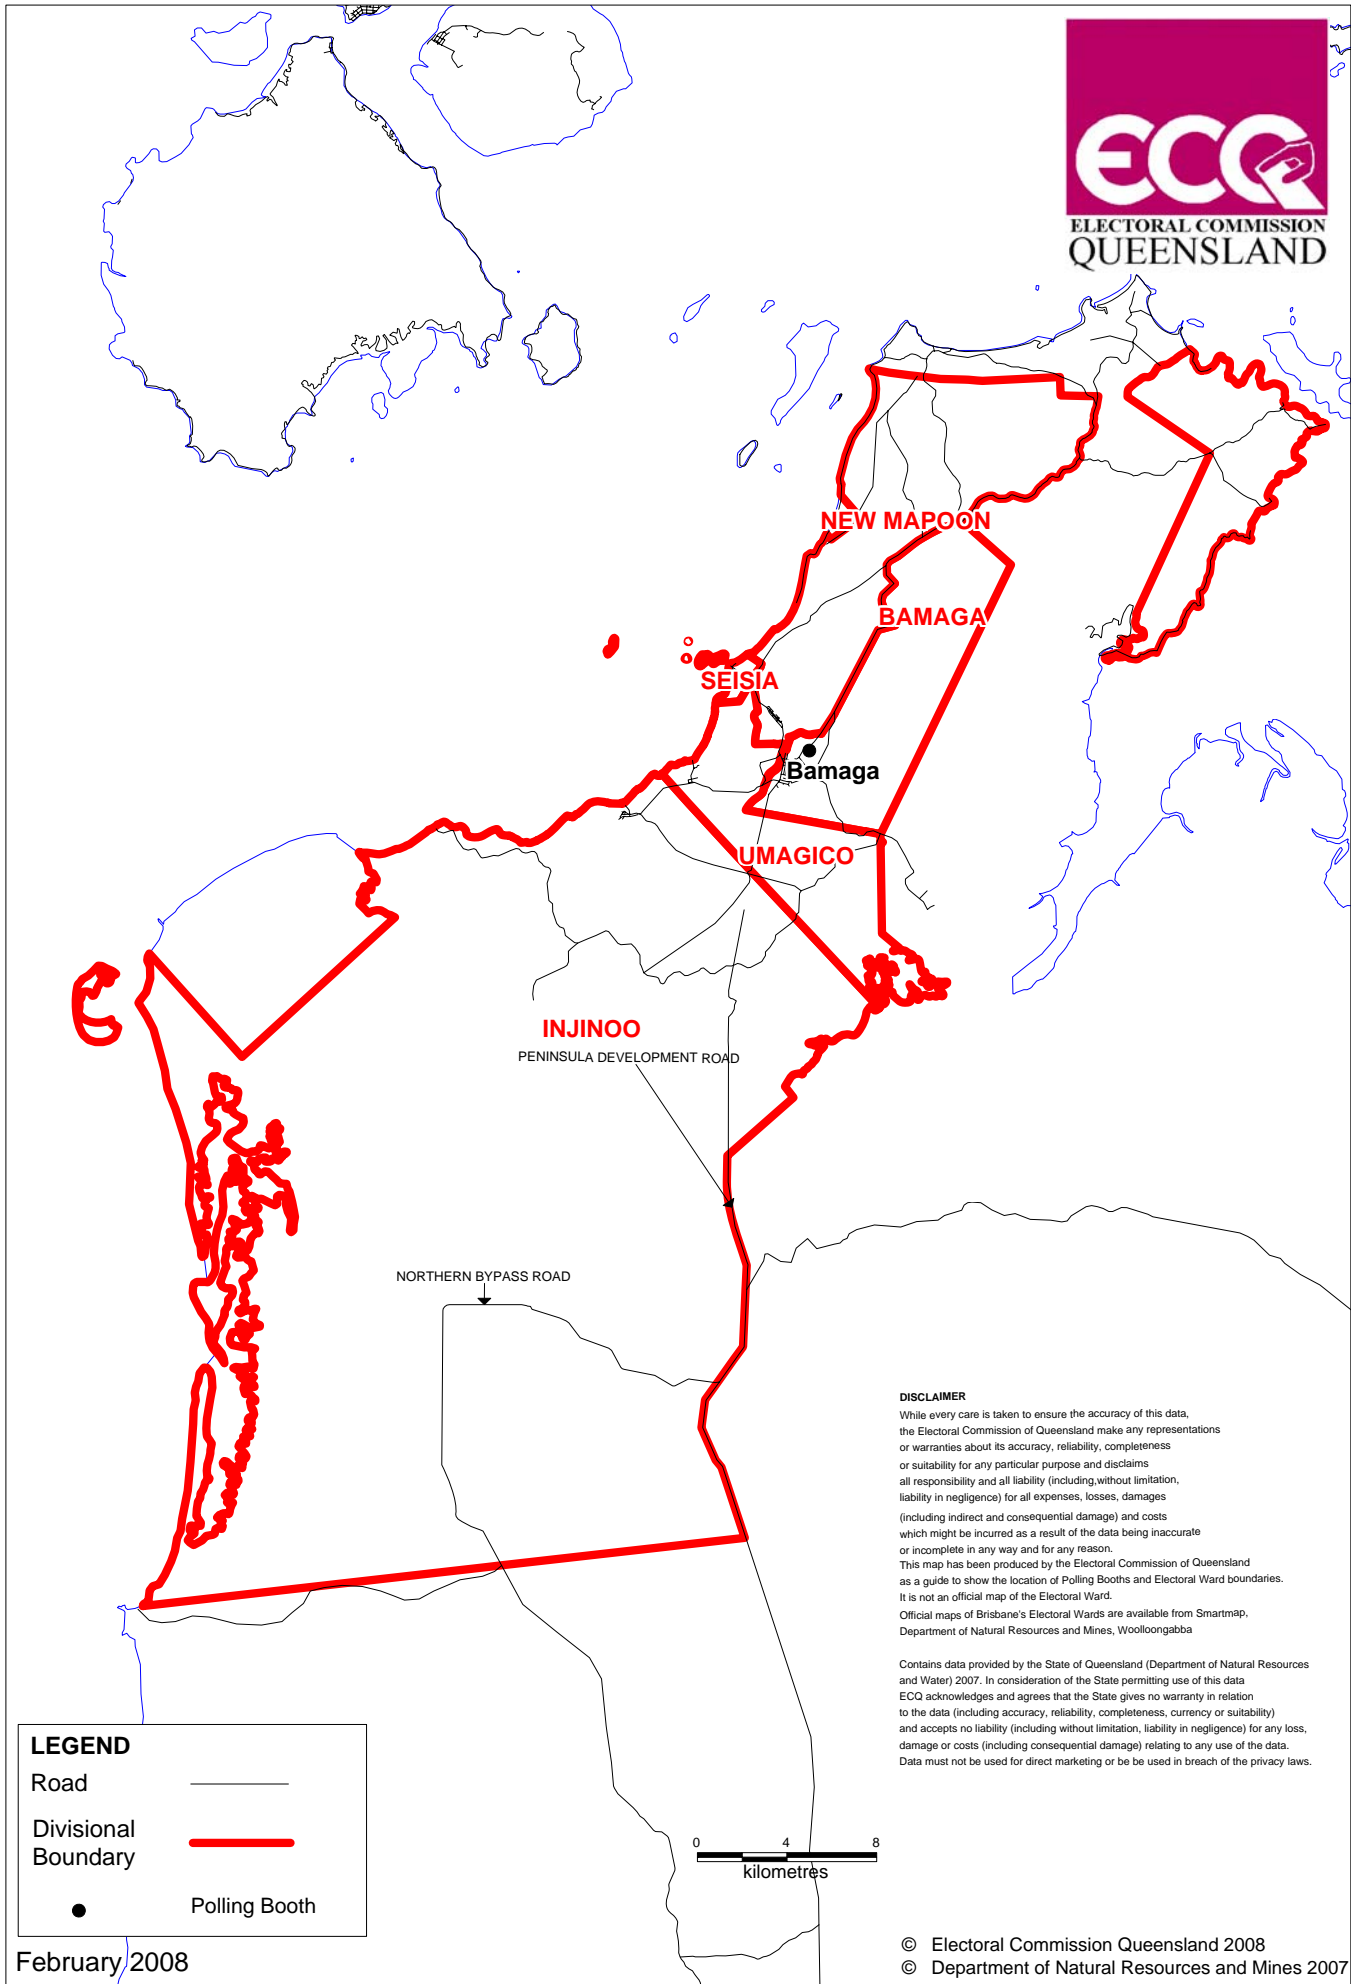 ECQ
ELECTORAL COMMISSION
QUEENSLAND
NEW MAPOON
BAMAGA
SEISIA
Bamaga
UMAGICO
INJINOO
PENINSULA DEVELOPMENT ROAD
NORTHERN BYPASS ROAD
DISCLAIMER
While every care is taken to ensure the accuracy of this data,
the Electoral Commission of Queensland make any representations
or warranties about its accuracy, reliability, completeness
or suitability for any particular purpose and disclaims
all responsibility and all liability (including,without limitation,
liability in negligence) for all expenses, losses, damages
(including indirect and consequential damage) and costs
which might be incurred as a result of the data being inaccurate
or incomplete in any way and for any reason.
This map has been produced by the Electoral Commission of Queensland
as a guide to show the location of Polling Booths and Electoral Ward boundaries.
It is not an official map of the Electoral Ward.
Official maps of Brisbane's Electoral Wards are available from Smartmap,
Department of Natural Resources and Mines, Woolloongabba
Contains data provided by the State of Queensland (Department of Natural Resources
and Water) 2007. In consideration of the State permitting use of this data
ECQ acknowledges and agrees that the State gives no warranty in relation
to the data (including accuracy, reliability, completeness, currency or suitability)
and accepts no liability (including without limitation, liability in negligence) for any loss,
damage or costs (including consequential damage) relating to any use of the data.
Data must not be used for direct marketing or be be used in breach of the privacy laws.
LEGEND
Road
Divisional
Boundary
Polling Booth
0 4 8
kilometres
February 2008
© Electoral Commission Queensland 2008
© Department of Natural Resources and Mines 2007